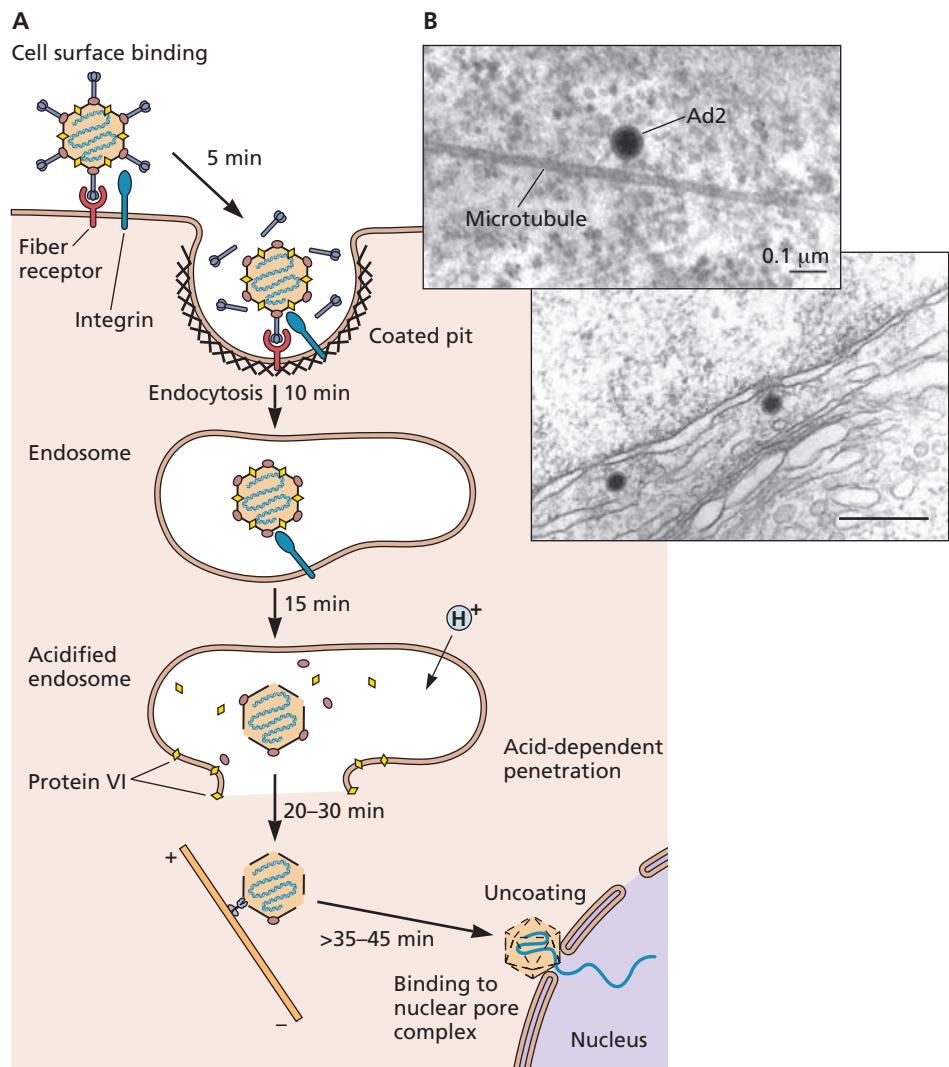 A
Cell surface binding
5 min
Fiber
receptor
Integrin
Coated pit
Endocytosis
10 min
Endosome
15 min
H+
Acidified
endosome
Protein VI
Acid-dependent
penetration
20–30 min
+
–
>35–45 min
Uncoating
Binding to
nuclear pore
complex
Nucleus
B
Ad2
Microtubule
0.1 μm